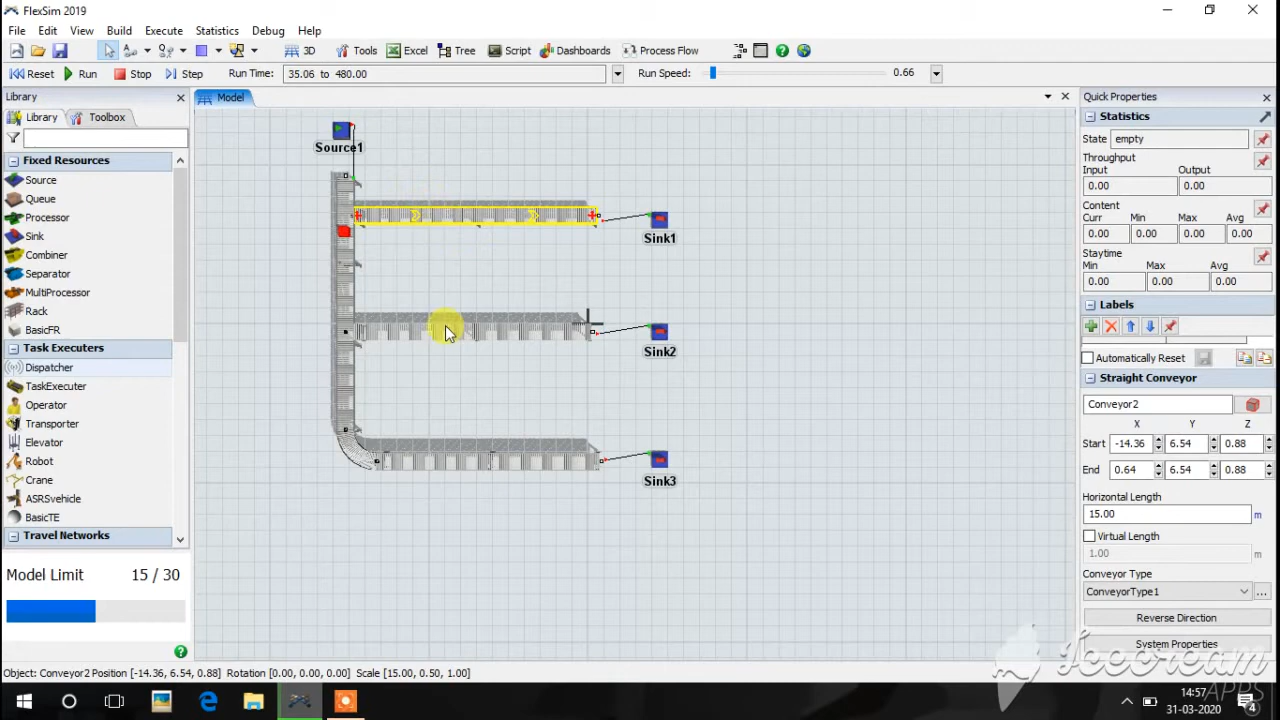 FlexSim 2019
File Edit View Build Execute Statistics Debug Help
3D Tools Excel Tree Script Dashboards Process Flow
Reset Run Stop Step Run Time: 35.06 to 480.00 Run Speed: 0.66
Library
Library Toolbox
Fixed Resources
Source
Queue
Processor
Sink
Combiner
Separator
MultiProcessor
Rack
BasicFR
Task Executers
Dispatcher
TaskExecuter
Operator
Transporter
Elevator
Robot
Crane
ASRSvehicle
BasicTE
Travel Networks
Model Limit 15 / 30
Model
Source1
Sink1
Sink2
Sink3
Quick Properties
Statistics
State empty
Throughput
Input Output
0.00 0.00
Content
Curr Min Max Avg
0.00 0.00 0.00 0.00
Staytime
Min Max Avg
0.00 0.00 0.00
Labels
Automatically Reset
Straight Conveyor
Conveyor2
X Y Z
Start -14.36 6.54 0.88
End 0.64 6.54 0.88
Horizontal Length
15.00 m
Virtual Length
1.00 m
Conveyor Type
ConveyorType1 ...
Reverse Direction
System Properties
Icecream
APPS
Object: Conveyor2 Position [-14.36, 6.54, 0.88] Rotation [0.00, 0.00, 0.00] Scale [15.00, 0.50, 1.00]
14:57
31-03-2020
4